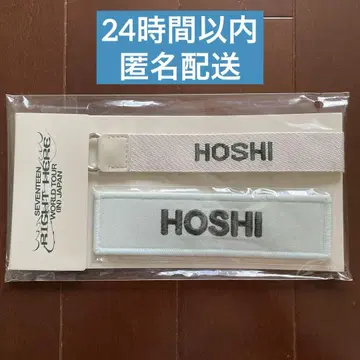 24時間以内
匿名配送
SEVENTEEN
RIGHT HERE
WORLD TOUR
[IN] JAPAN
HOSHI
HOSHI